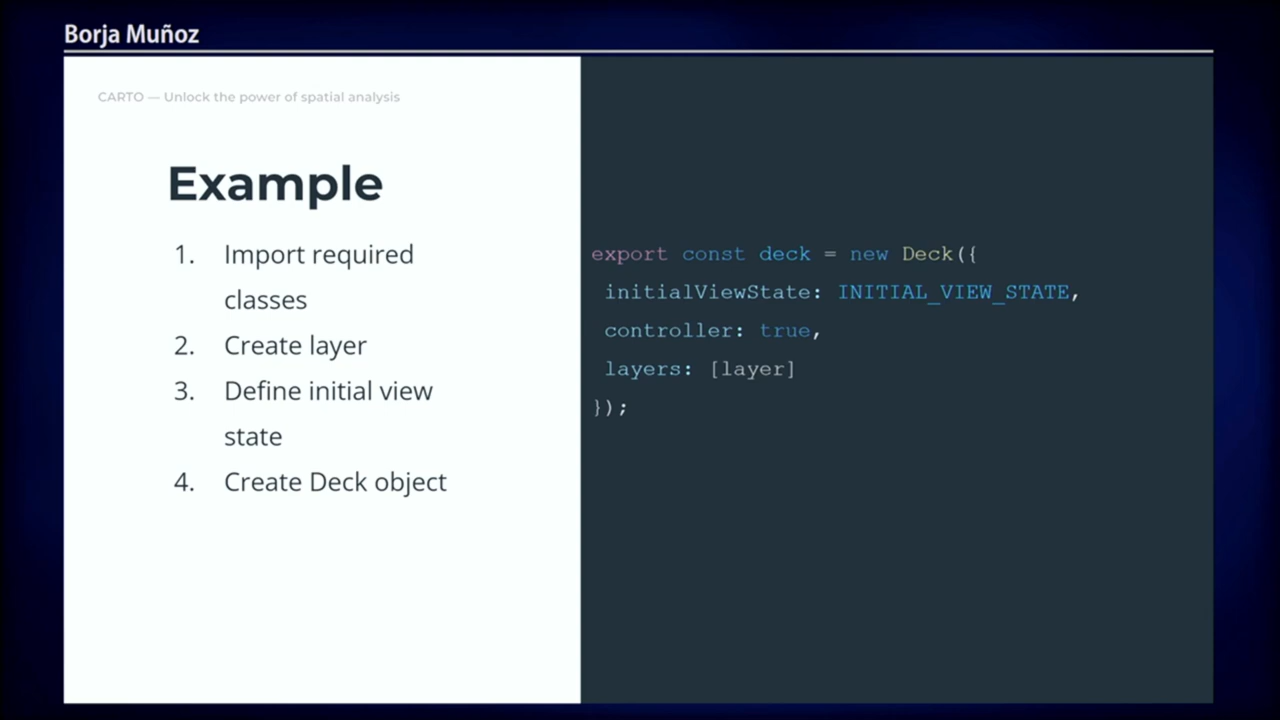 Borja Muñoz
CARTO — Unlock the power of spatial analysis
Example
1. Import required
classes
2. Create layer
3. Define initial view
state
4. Create Deck object
export const deck = new Deck({
initialViewState: INITIAL_VIEW_STATE,
controller: true,
layers: [layer]
});